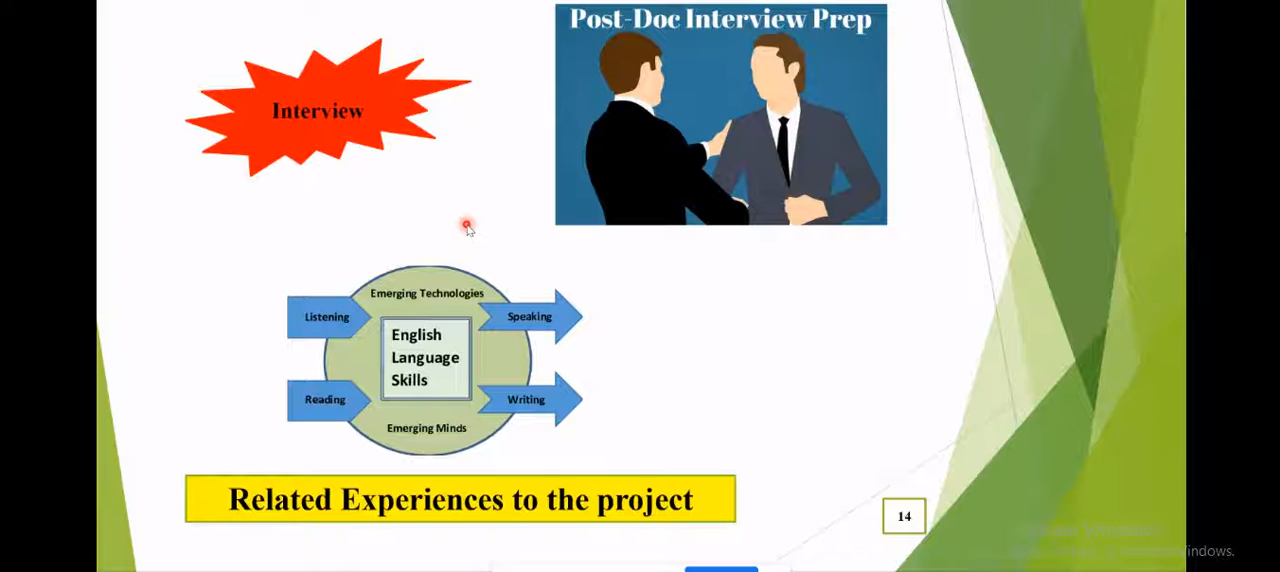 Post-Doc Interview Prep
Interview
Emerging Technologies
Listening
Speaking
English
Language
Skills
Reading
Writing
Emerging Minds
Related Experiences to the project
14